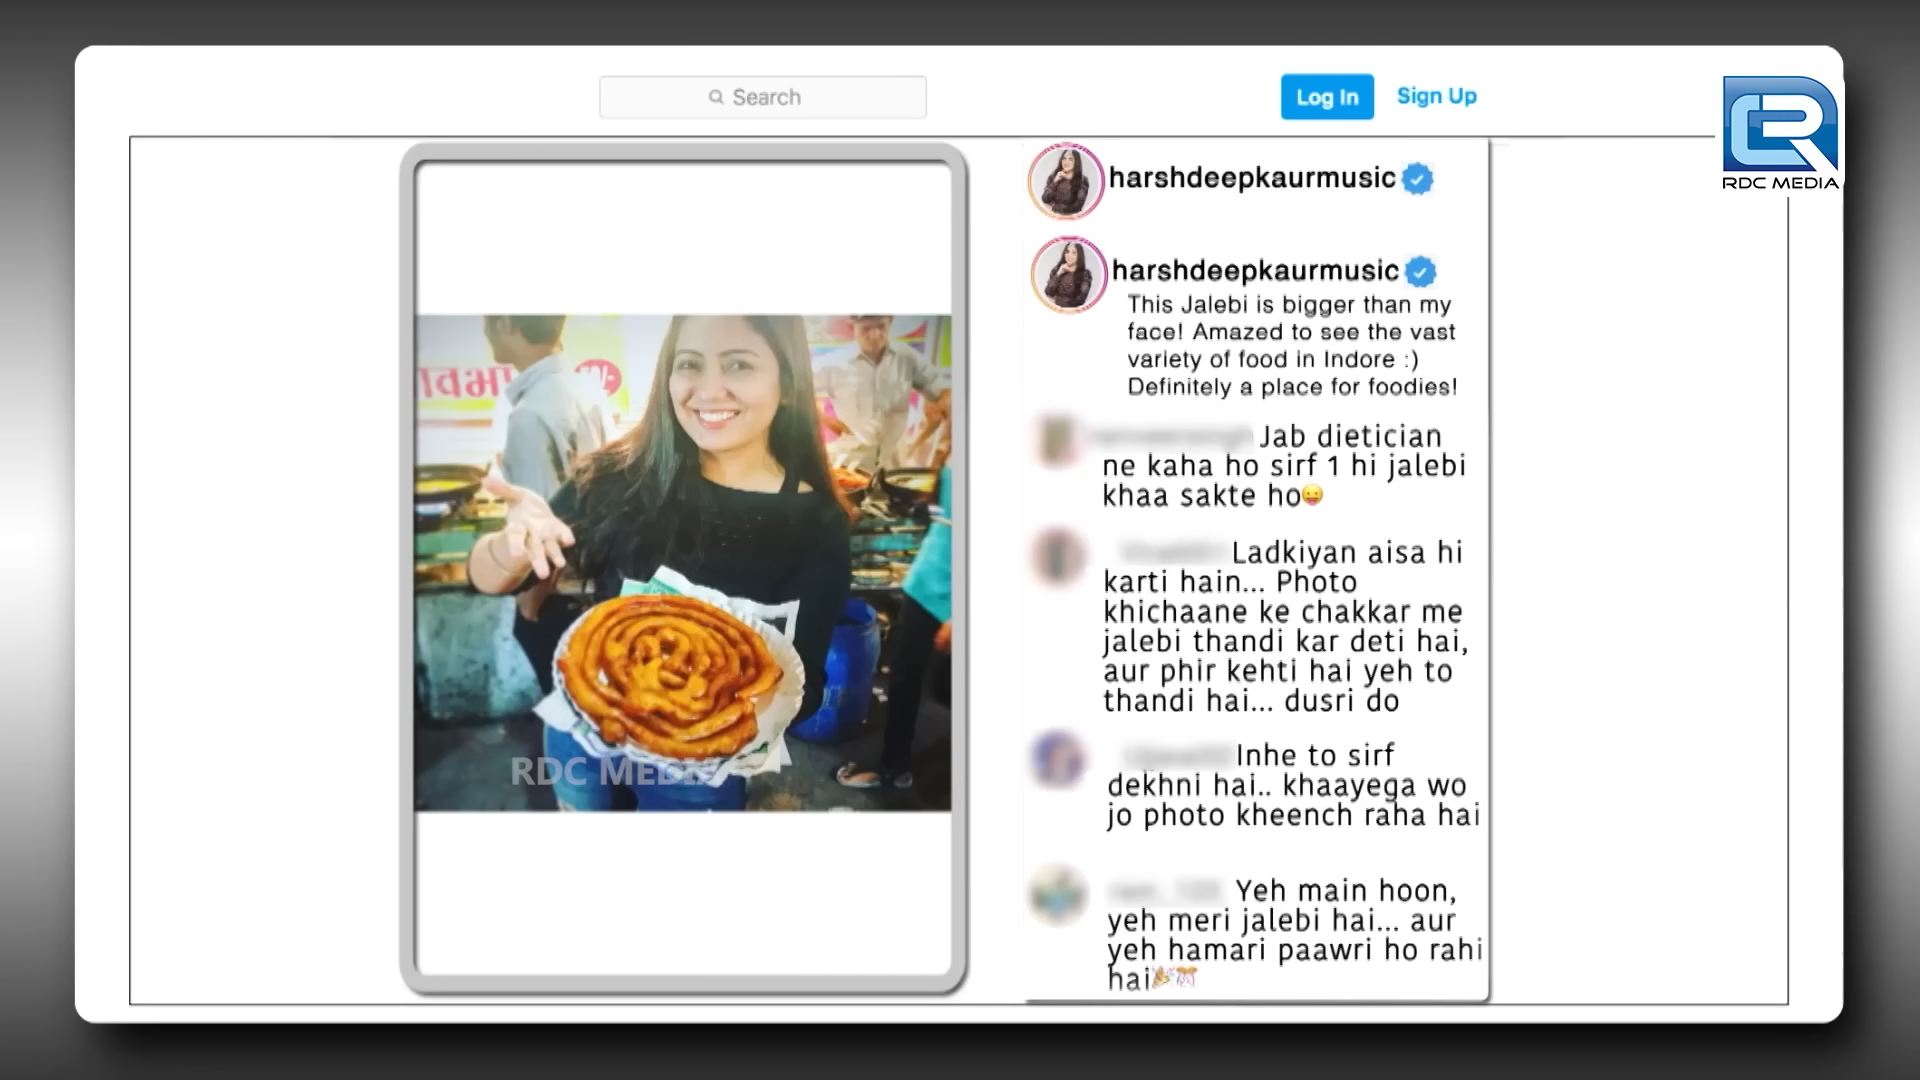 Search
Log In
Sign Up
RDC MEDIA
RDC MEDIA
harshdeepkaurmusic
harshdeepkaurmusic
This Jalebi is bigger than my
face! Amazed to see the vast
variety of food in Indore :)
Definitely a place for foodies!
Jab dietician
ne kaha ho sirf 1 hi jalebi
khaa sakte ho😛
Ladkiyan aisa hi
karti hain... Photo
khichaane ke chakkar me
jalebi thandi kar deti hai,
aur phir kehti hai yeh to
thandi hai... dusri do
Inhe to sirf
dekhni hai.. khaayega wo
jo photo kheench raha hai
Yeh main hoon,
yeh meri jalebi hai... aur
yeh hamari paawri ho rahi
hai🎉🎊